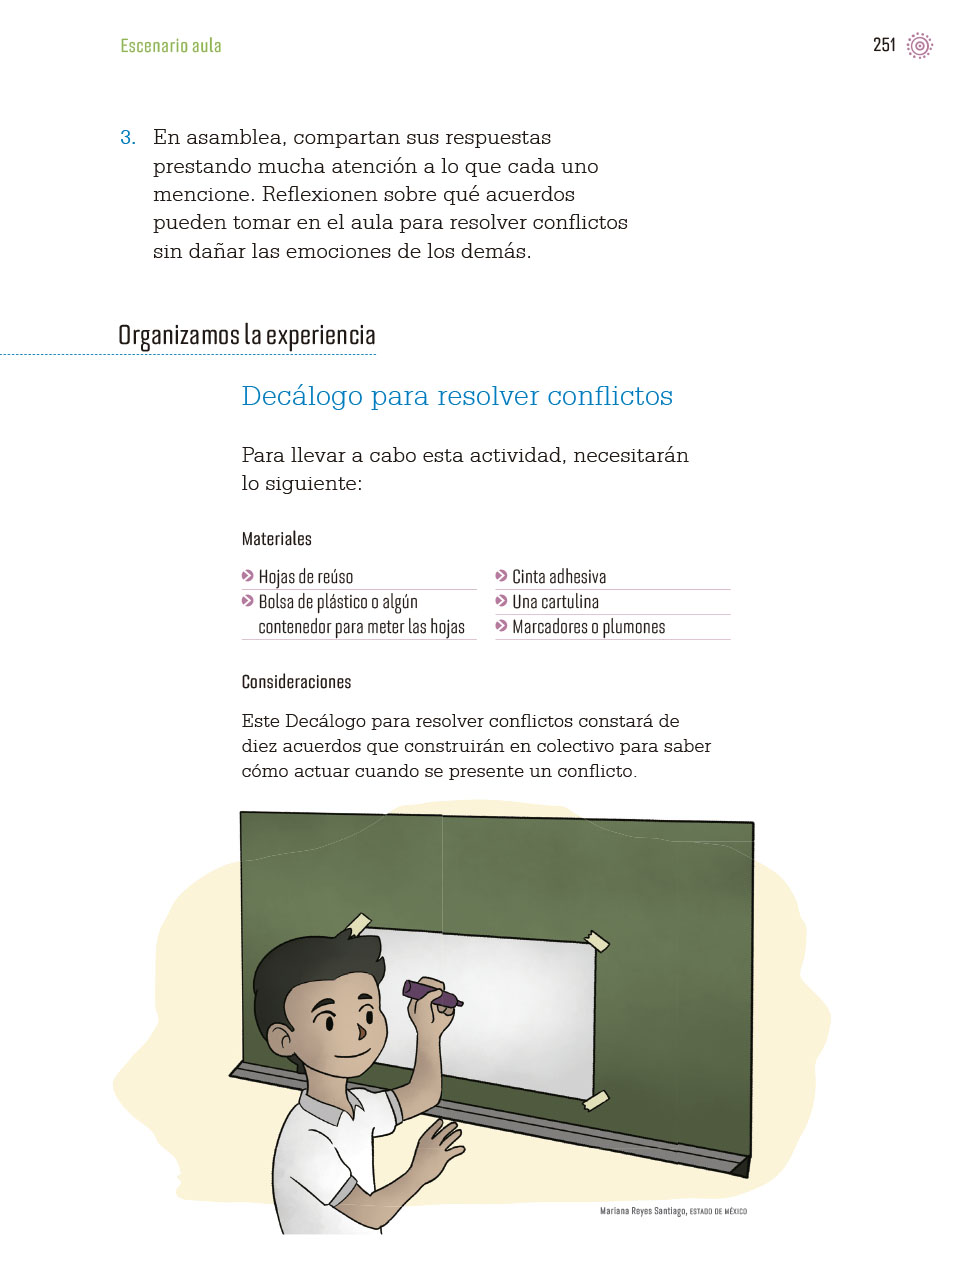 Escenario aula
251
3. En asamblea, compartan sus respuestas
prestando mucha atención a lo que cada uno
mencione. Reflexionen sobre qué acuerdos
pueden tomar en el aula para resolver conflictos
sin dañar las emociones de los demás.
Organizamos la experiencia
Decálogo para resolver conflictos
Para llevar a cabo esta actividad, necesitarán
lo siguiente:
Materiales
Hojas de reúso
Bolsa de plástico o algún
contenedor para meter las hojas
Cinta adhesiva
Una cartulina
Marcadores o plumones
Consideraciones
Este Decálogo para resolver conflictos constará de
diez acuerdos que construirán en colectivo para saber
cómo actuar cuando se presente un conflicto.
Mariana Reyes Santiago, ESTADO DE MÉXICO